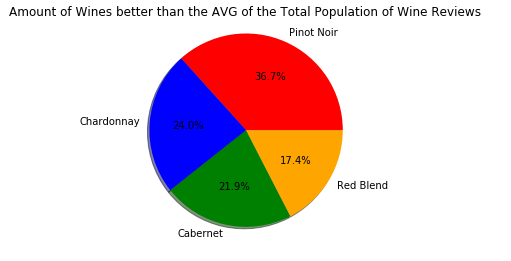 Amount of Wines better than the AVG of the Total Population of Wine Reviews
Pinot Noir
36.7%
Chardonnay
24.0%
17.4%
Red Blend
21.9%
Cabernet